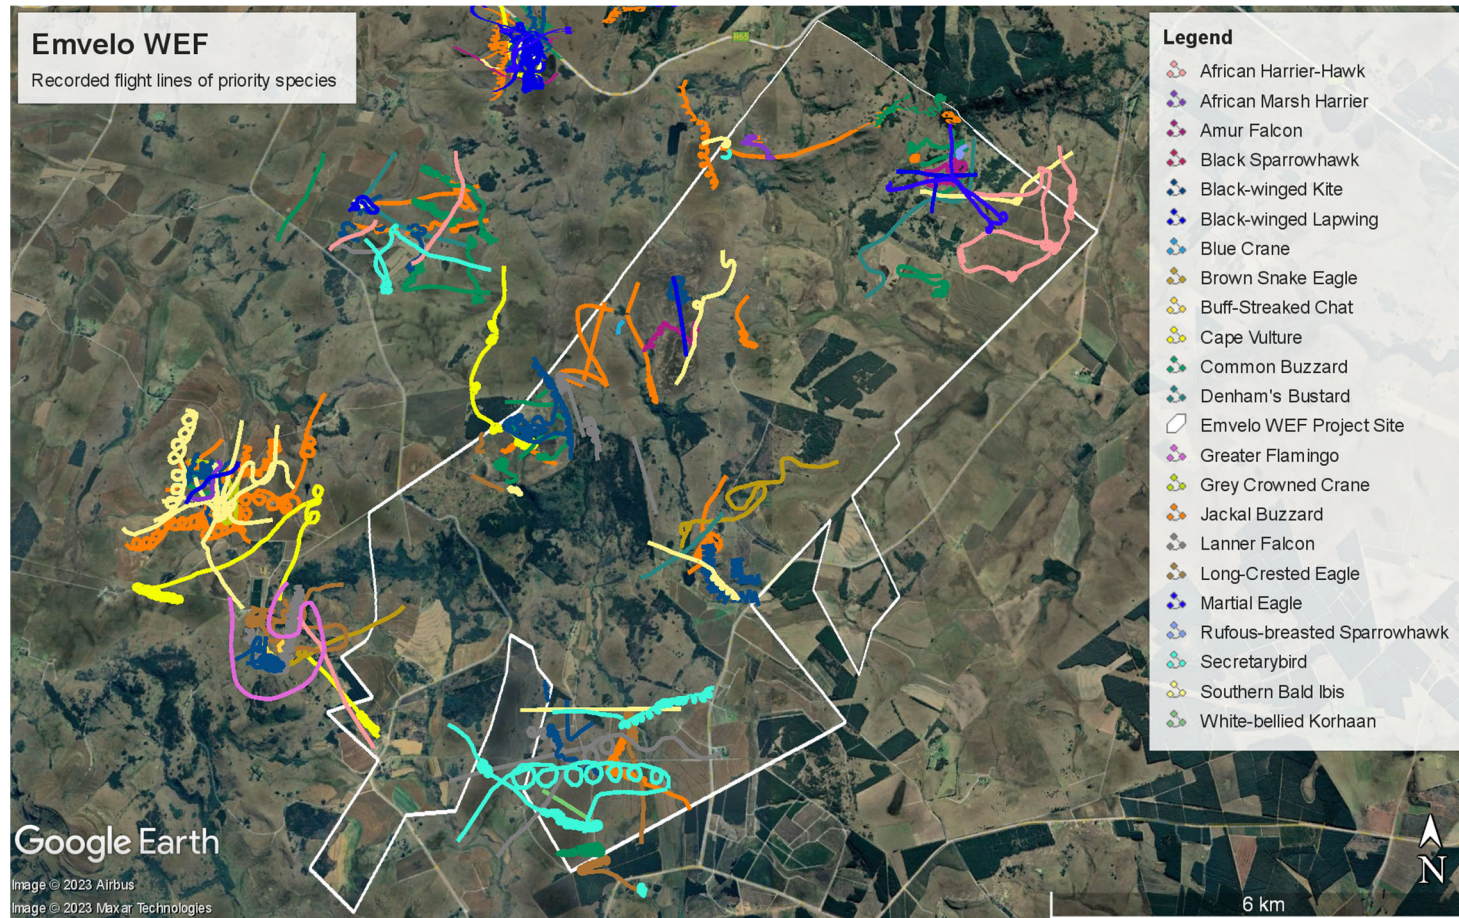 Emvelo WEF
Recorded flight lines of priority species
R65
Legend
African Harrier-Hawk
African Marsh Harrier
Amur Falcon
Black Sparrowhawk
Black-winged Kite
Black-winged Lapwing
Blue Crane
Brown Snake Eagle
Buff-Streaked Chat
Cape Vulture
Common Buzzard
Denham's Bustard
Emvelo WEF Project Site
Greater Flamingo
Grey Crowned Crane
Jackal Buzzard
Lanner Falcon
Long-Crested Eagle
Martial Eagle
Rufous-breasted Sparrowhawk
Secretarybird
Southern Bald Ibis
White-bellied Korhaan
Google Earth
Image © 2023 Airbus
Image © 2023 Maxar Technologies
N
6 km